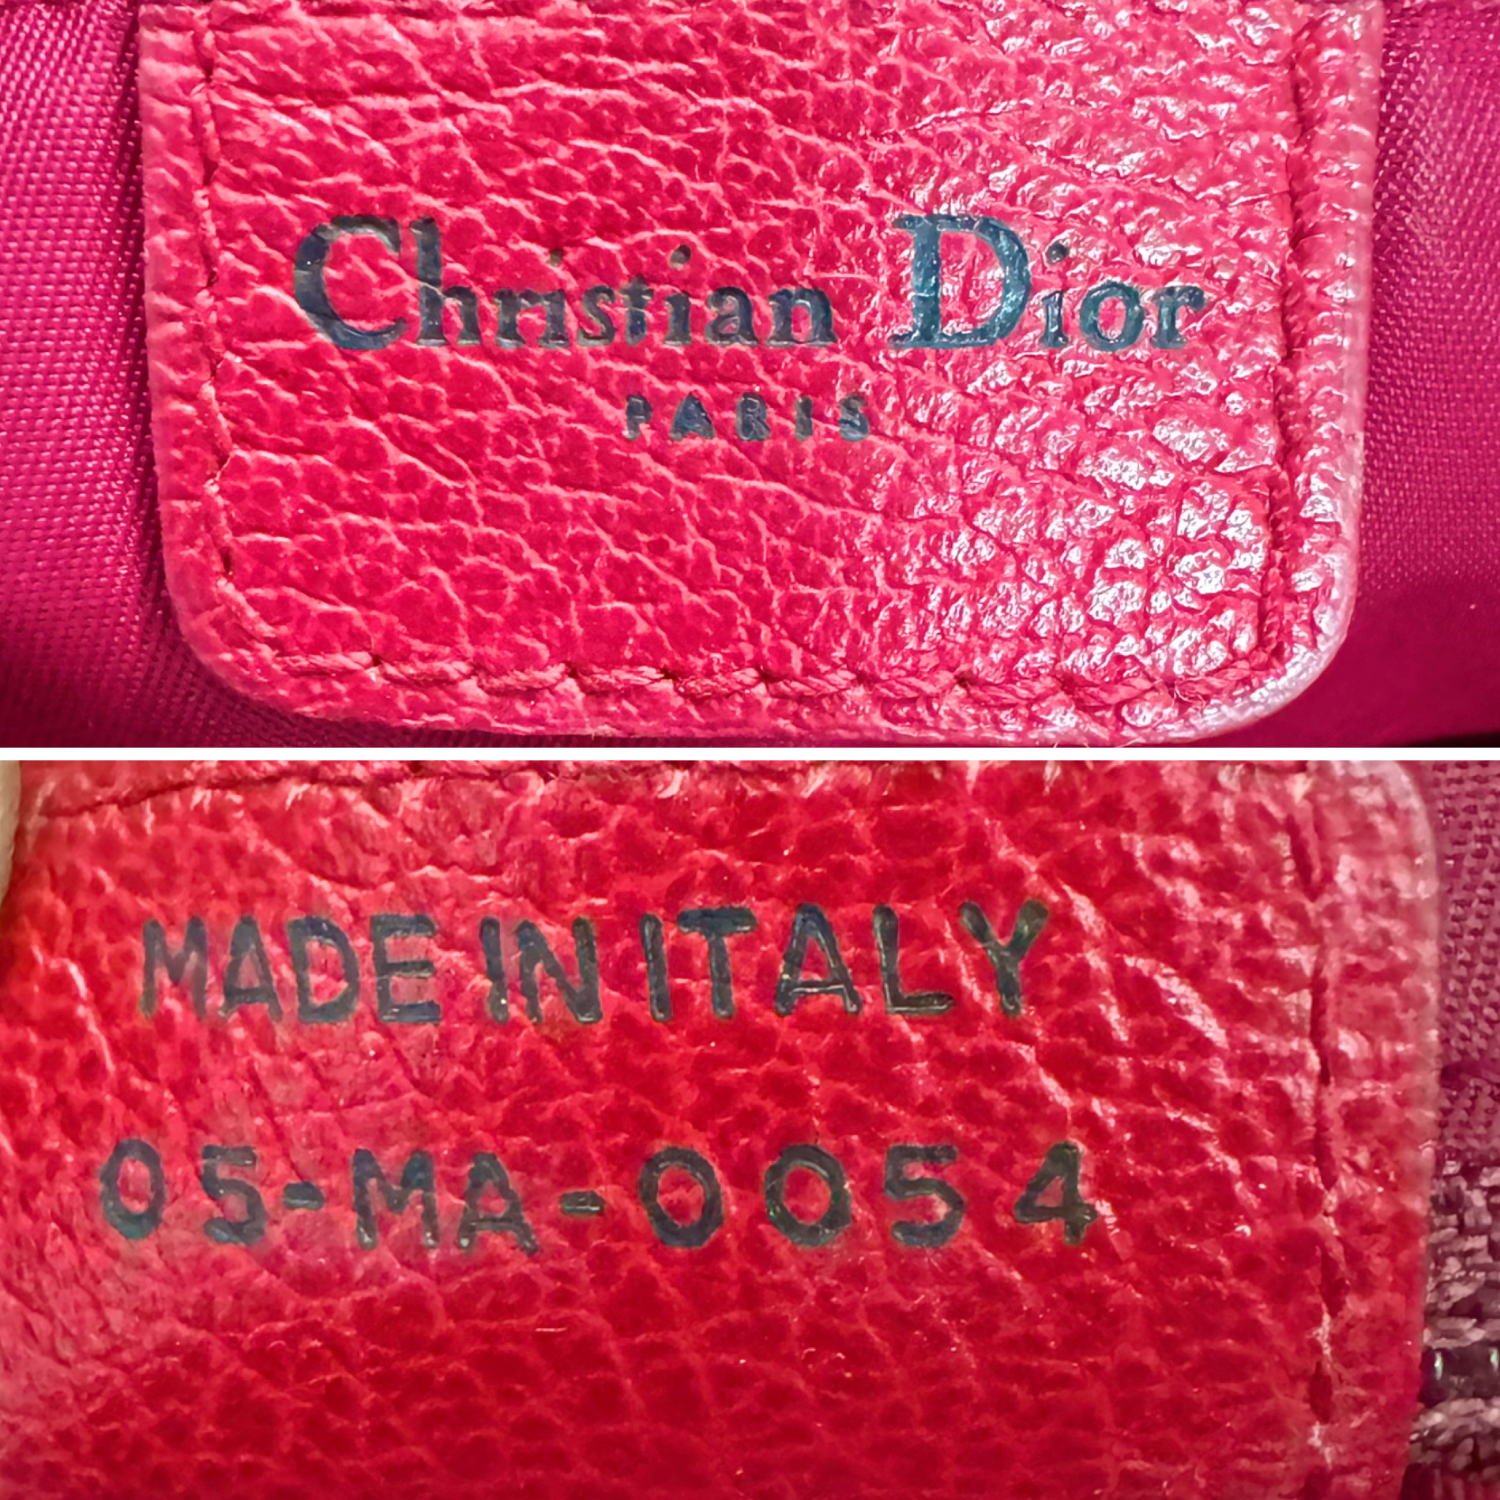 Christian Dior
PARIS
MADE IN ITALY
05-MA-0054